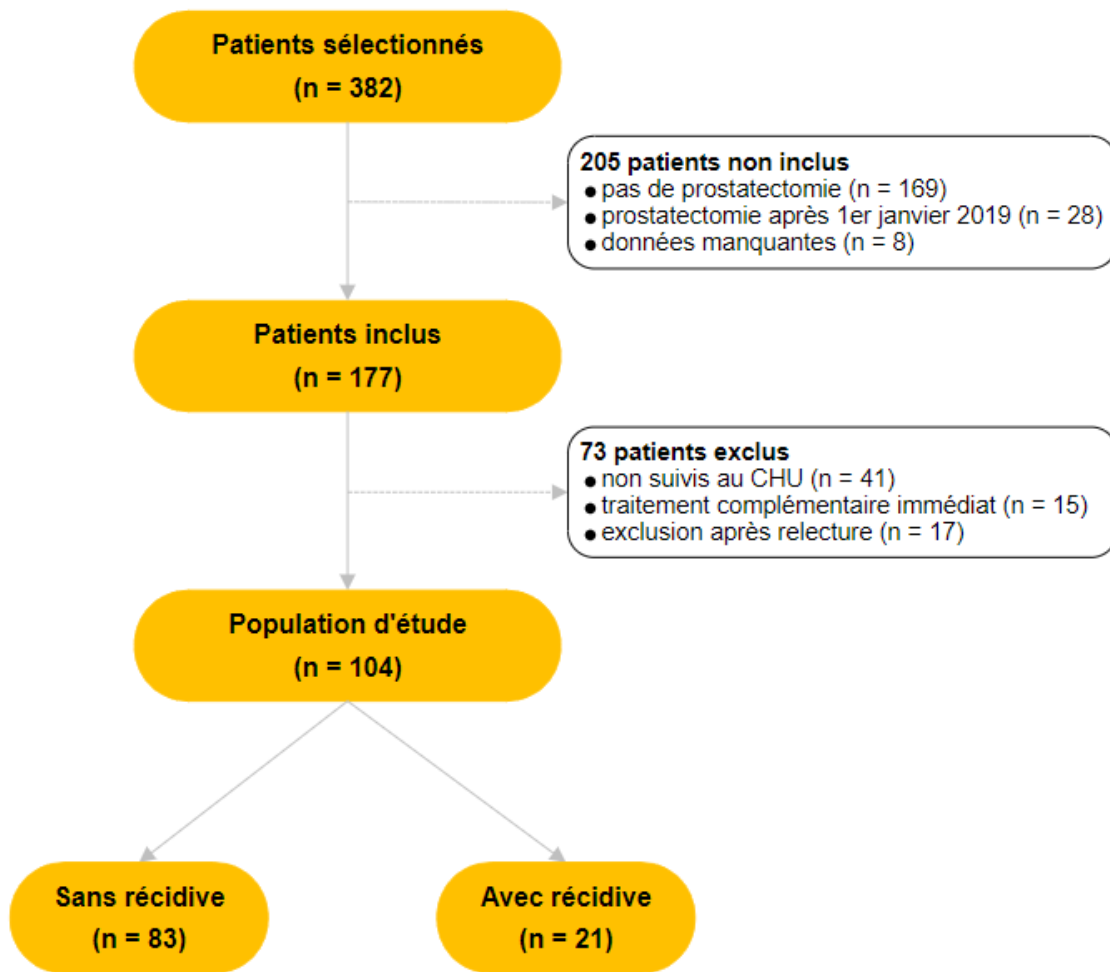 Patients sélectionnés
(n = 382)
205 patients non inclus
● pas de prostatectomie (n = 169)
● prostatectomie après 1er janvier 2019 (n = 28)
● données manquantes (n = 8)
Patients inclus
(n = 177)
73 patients exclus
● non suivis au CHU (n = 41)
● traitement complémentaire immédiat (n = 15)
● exclusion après relecture (n = 17)
Population d'étude
(n = 104)
Sans récidive
(n = 83)
Avec récidive
(n = 21)